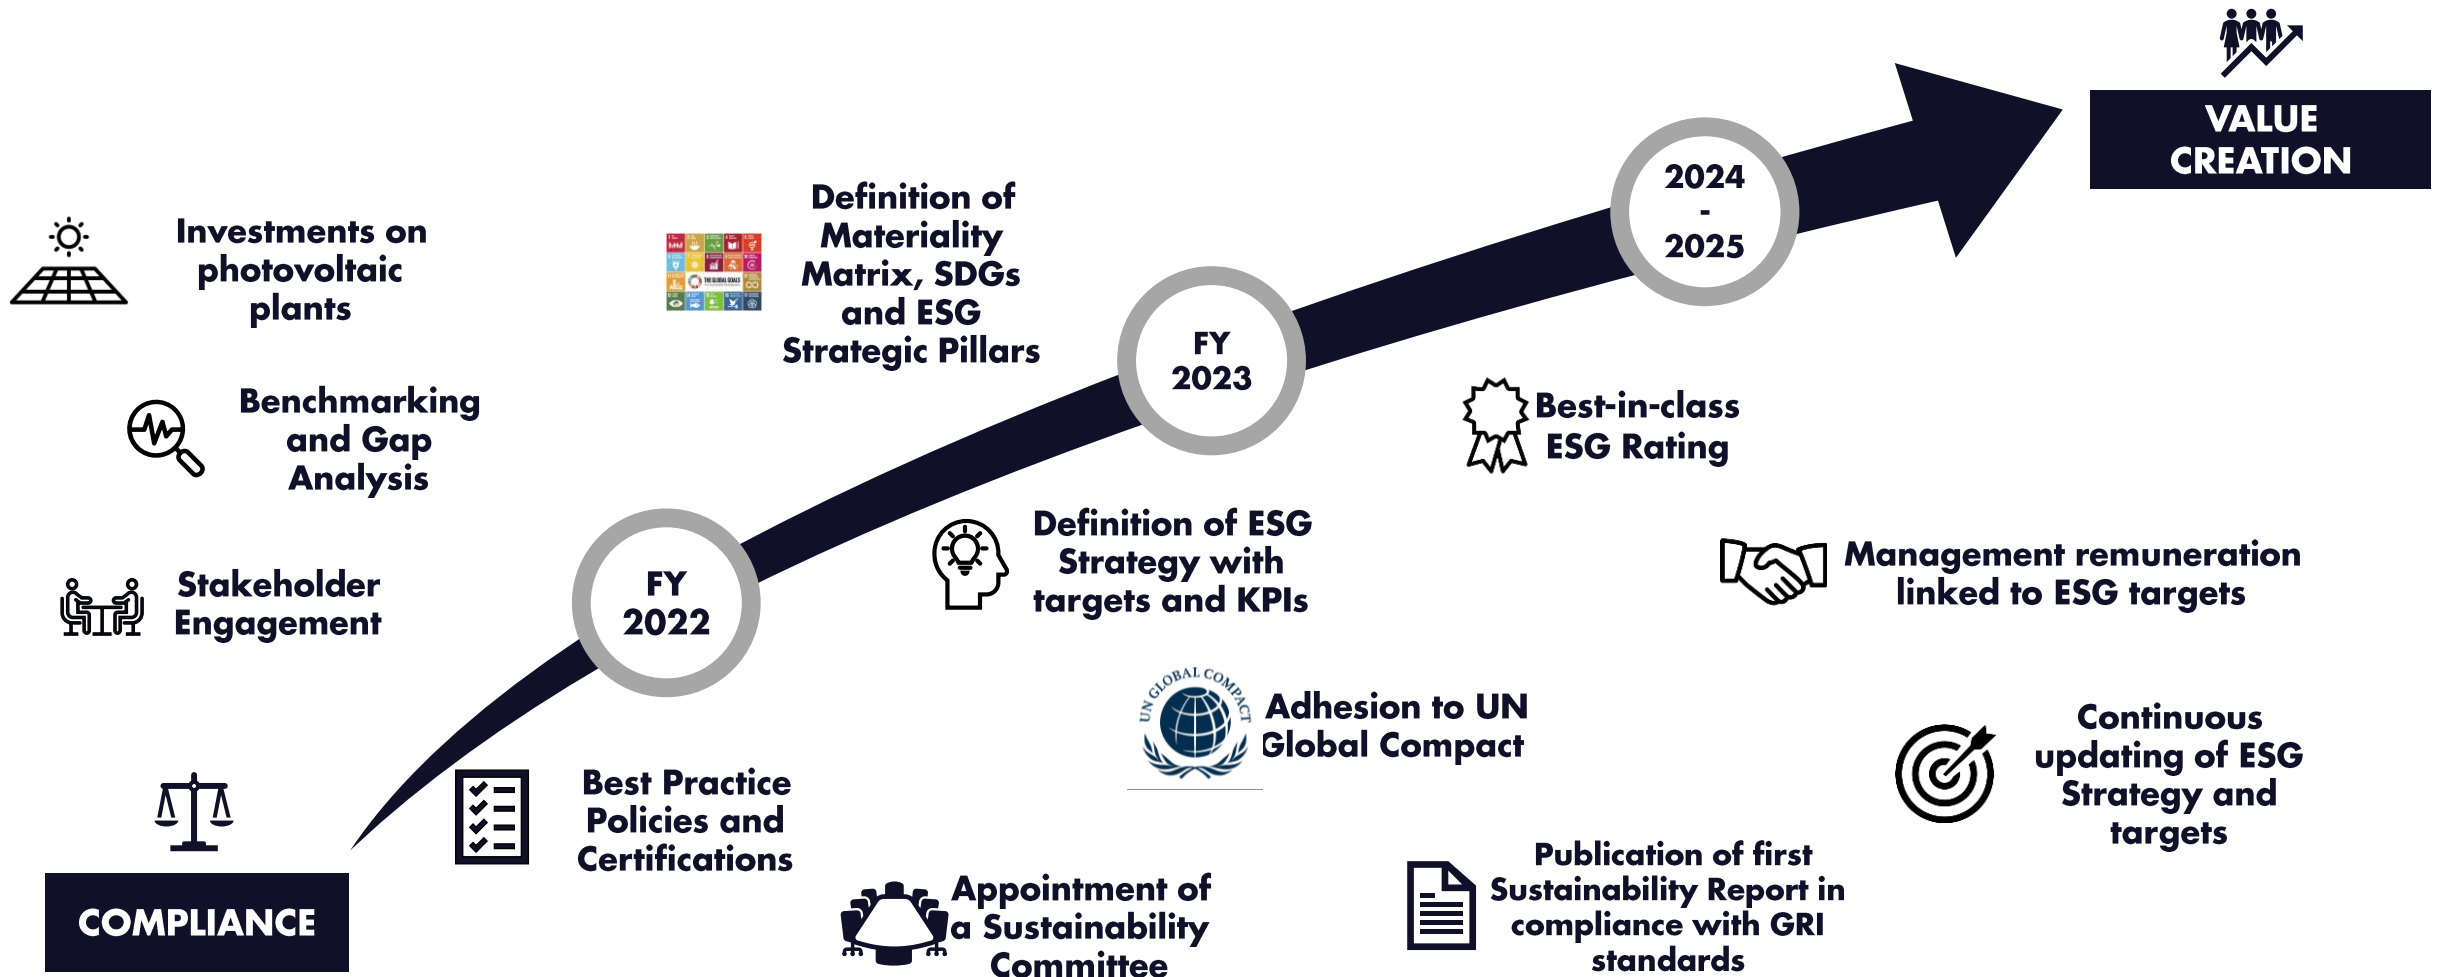 VALUE
CREATION
2024
-
2025
Investments on
photovoltaic
plants
THE GLOBAL GOALS
Definition of
Materiality
Matrix, SDGs
and ESG
Strategic Pillars
FY
2023
Benchmarking
and Gap
Analysis
Best-in-class
ESG Rating
Stakeholder
Engagement
FY
2022
Definition of ESG
Strategy with
targets and KPIs
Management remuneration
linked to ESG targets
UN GLOBAL COMPACT
Adhesion to UN
Global Compact
Continuous
updating of ESG
Strategy and
targets
Best Practice
Policies and
Certifications
COMPLIANCE
Appointment of
a Sustainability
Committee
Publication of first
Sustainability Report in
compliance with GRI
standards